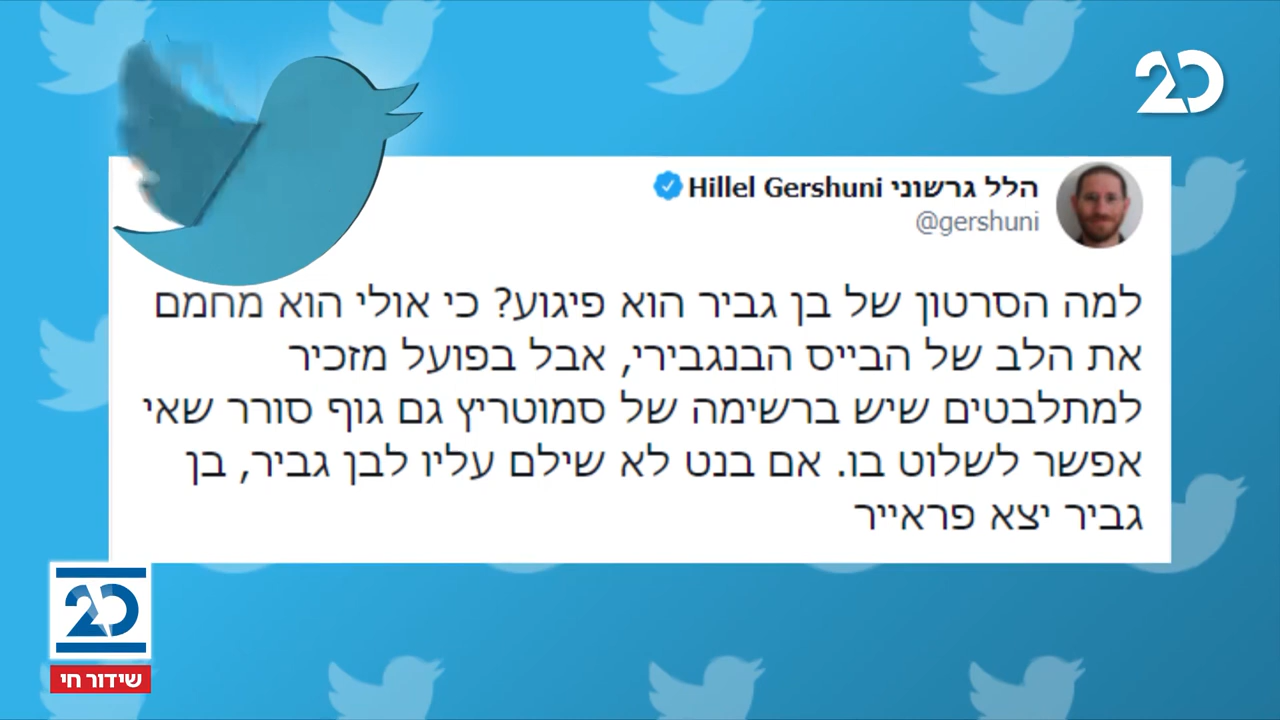 20
הלל גרשוני Hillel Gershuni
@gershuni
למה הסרטון של בן גביר הוא פיגוע? כי אולי הוא מחמם
את הלב של הבייס הבנגבירי, אבל בפועל מזכיר
למתלבטים שיש ברשימה של סמוטריץ גם גוף סורר שאי
אפשר לשלוט בו. אם בנט לא שילם עליו לבן גביר, בן
גביר יצא פראייר
20
שידור חי